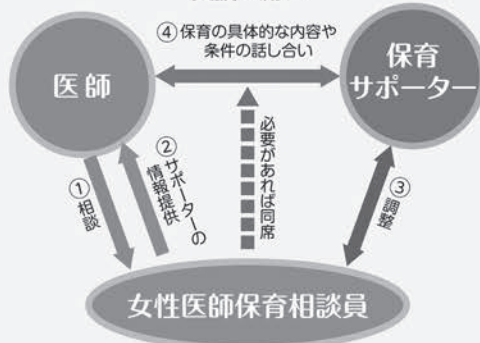 ④保育の具体的な内容や
条件の話し合い
医師
保育
サポーター
①相談
②サポーターの
情報提供
必要があれば同席
③調整
女性医師保育相談員